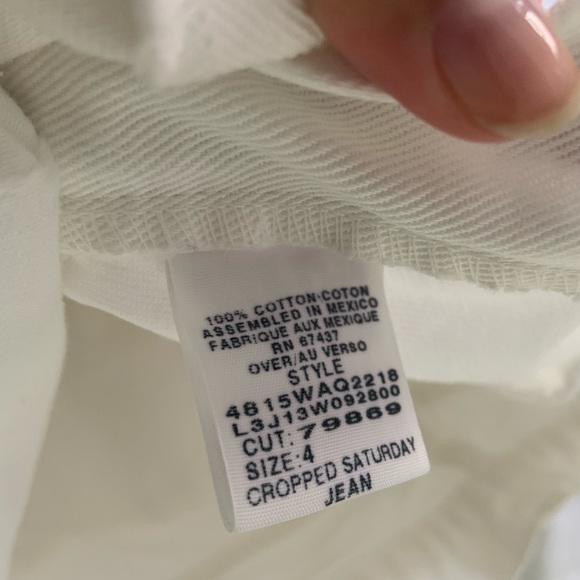 100% COTTON·COTON
ASSEMBLED IN MEXICO
FABRIQUE AUX MEXIQUE
RN 67437
OVER/AU VERSO
STYLE
4815WAQ2218
L3J13W092800
CUT: 79869
SIZE:4
CROPPED SATURDAY
JEAN